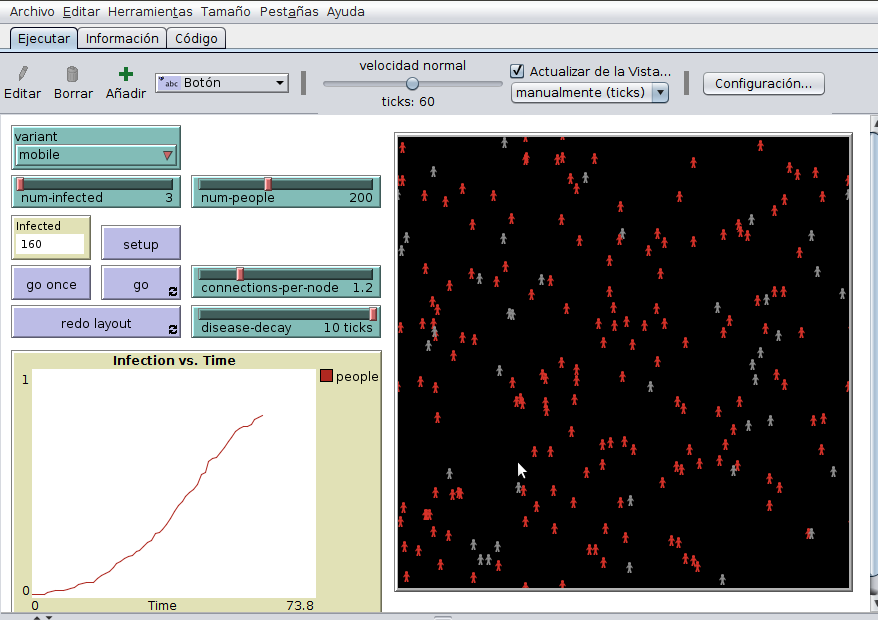 Archivo Editar Herramientas Tamaño Pestañas Ayuda
Ejecutar Información Código
Editar Borrar Añadir abc Botón
velocidad normal
ticks: 60
Actualizar de la Vista...
manualmente (ticks)
Configuración...
variant
mobile
num-infected 3
num-people 200
Infected
160
setup
go once
go
connections-per-node 1.2
redo layout
disease-decay 10 ticks
Infection vs. Time
1
people
0
0 Time 73.8